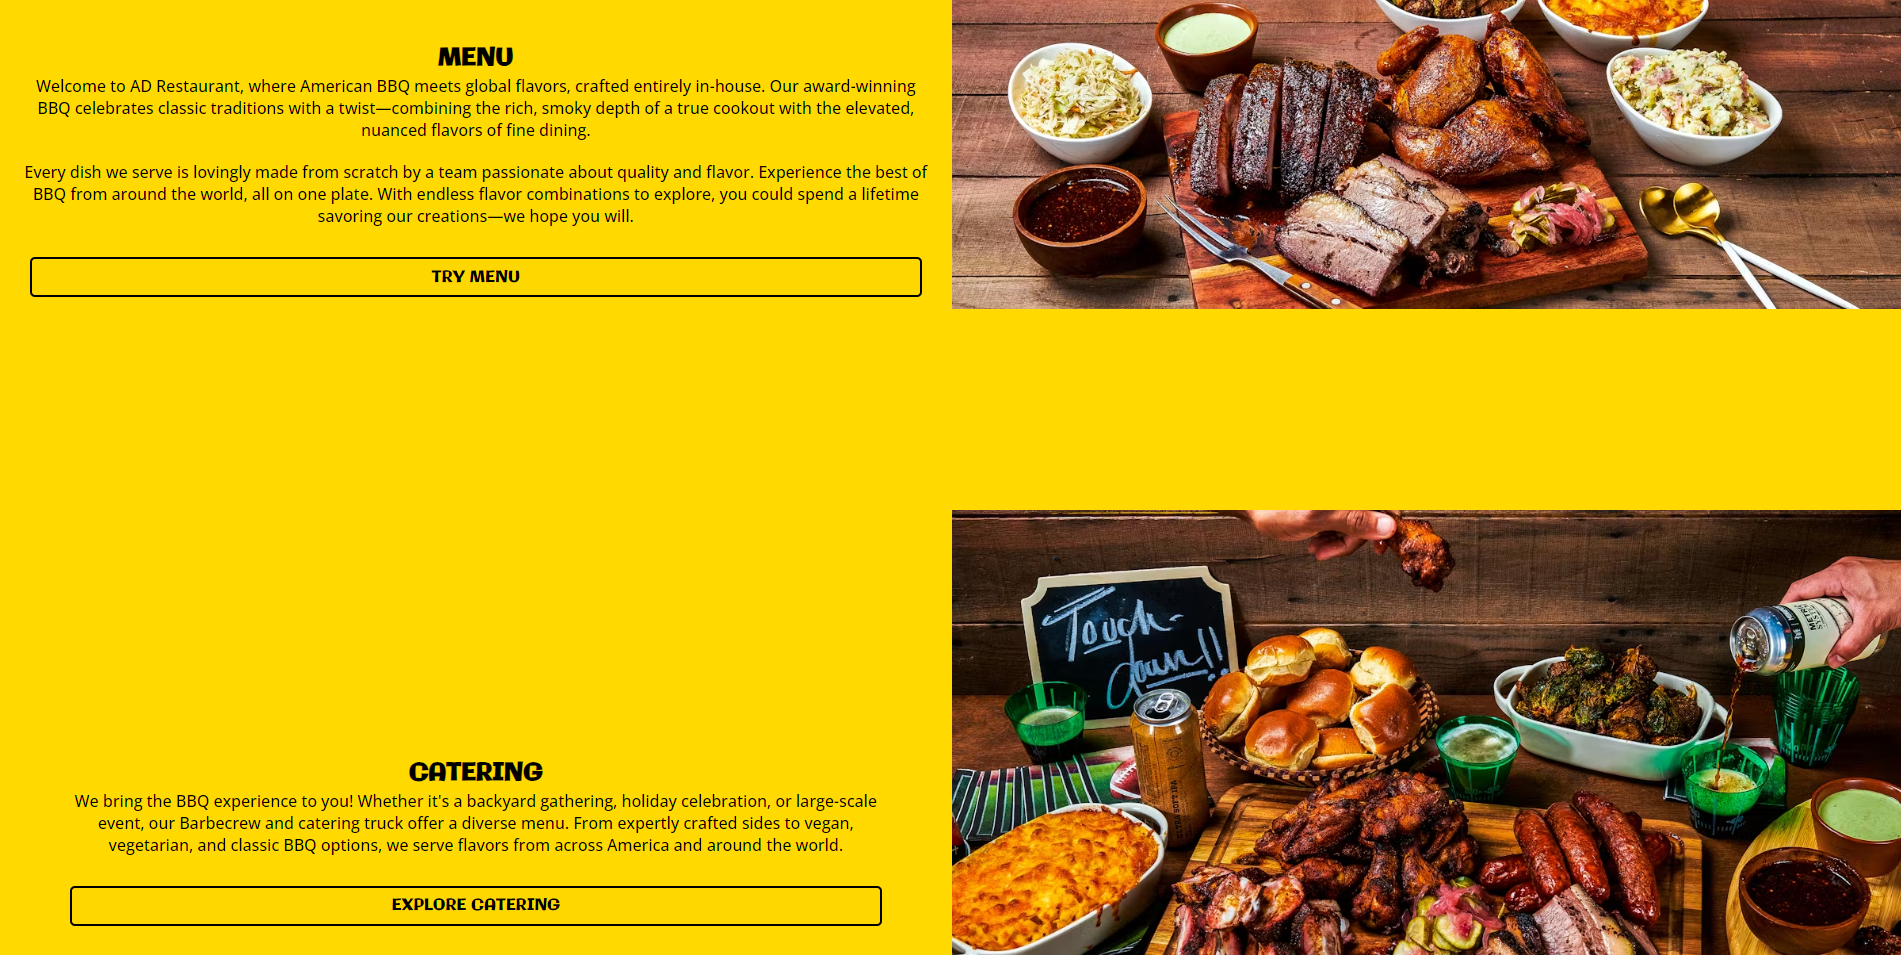 MENU
Welcome to AD Restaurant, where American BBQ meets global flavors, crafted entirely in-house. Our award-winning
BBQ celebrates classic traditions with a twist—combining the rich, smoky depth of a true cookout with the elevated,
nuanced flavors of fine dining.
Every dish we serve is lovingly made from scratch by a team passionate about quality and flavor. Experience the best of
BBQ from around the world, all on one plate. With endless flavor combinations to explore, you could spend a lifetime
savoring our creations—we hope you will.
TRY MENU
Touch-
down!!
CATERING
We bring the BBQ experience to you! Whether it's a backyard gathering, holiday celebration, or large-scale
event, our Barbecrew and catering truck offer a diverse menu. From expertly crafted sides to vegan,
vegetarian, and classic BBQ options, we serve flavors from across America and around the world.
EXPLORE CATERING